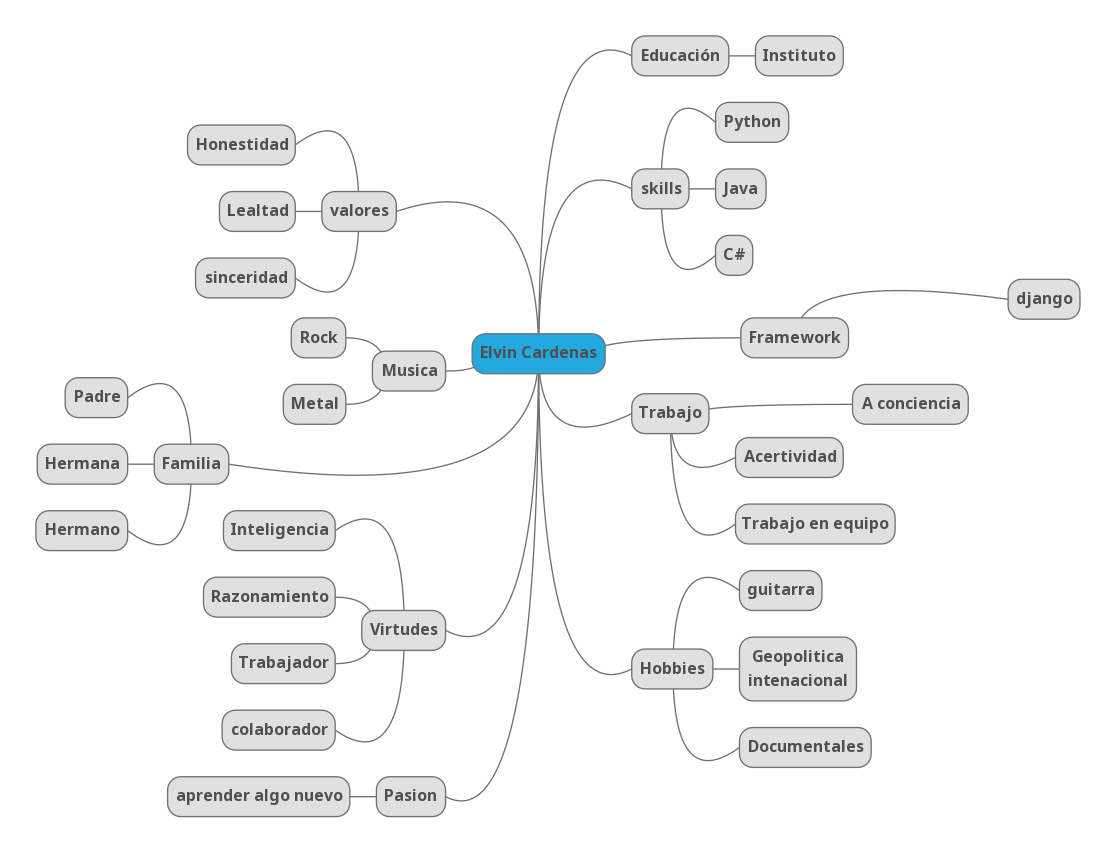 Elvin Cardenas
Educación
Instituto
skills
Python
Java
C#
Framework
django
Trabajo
A conciencia
Acertividad
Trabajo en equipo
Hobbies
guitarra
Geopolitica
intenacional
Documentales
valores
Honestidad
Lealtad
sinceridad
Musica
Rock
Metal
Familia
Padre
Hermana
Hermano
Virtudes
Inteligencia
Razonamiento
Trabajador
colaborador
Pasion
aprender algo nuevo